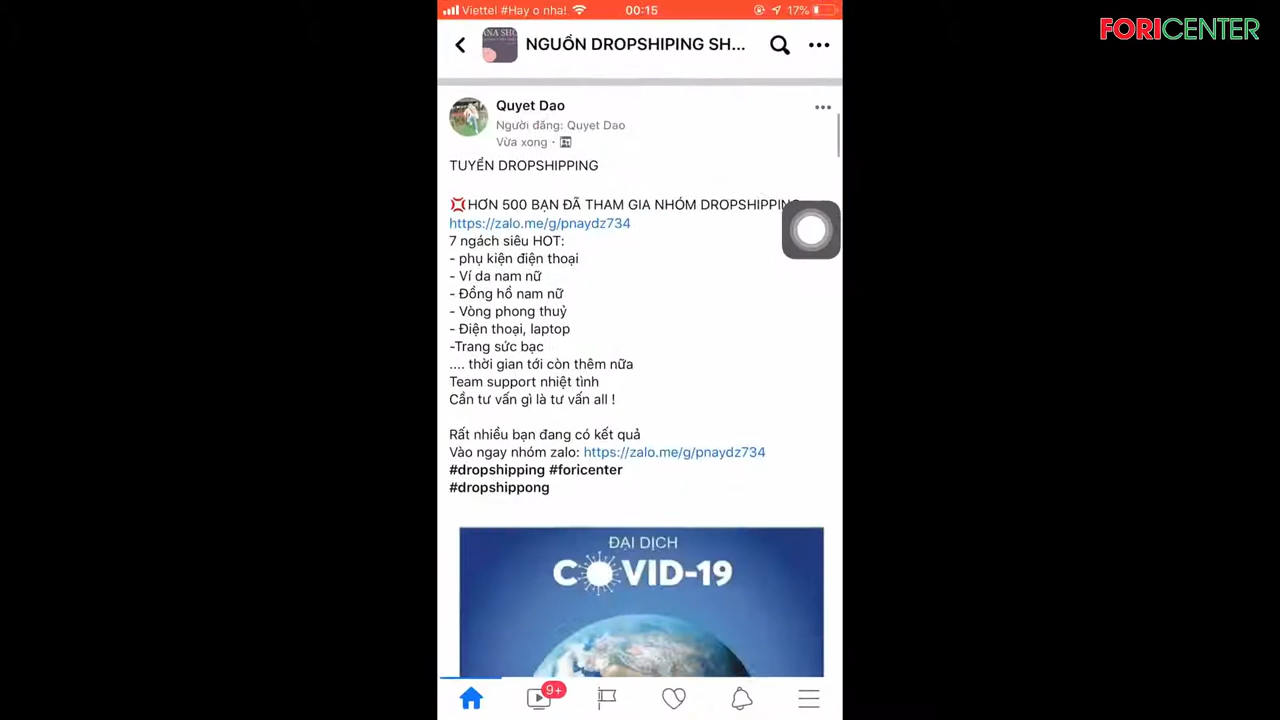 Viettel #Hay o nha!
00:15
17%
FORICENTER
NGUỒN DROPSHIPING SH...
Quyet Dao
Người đăng: Quyet Dao
Vừa xong ·
TUYỂN DROPSHIPPING
💢HƠN 500 BẠN ĐÃ THAM GIA NHÓM DROPSHIPPING
https://zalo.me/g/pnaydz734
7 ngách siêu HOT:
- phụ kiện điện thoại
- Ví da nam nữ
- Đồng hồ nam nữ
- Vòng phong thuỷ
- Điện thoại, laptop
-Trang sức bạc
.... thời gian tới còn thêm nữa
Team support nhiệt tình
Cần tư vấn gì là tư vấn all !
Rất nhiều bạn đang có kết quả
Vào ngay nhóm zalo: https://zalo.me/g/pnaydz734
#dropshipping #foricenter
#dropshippong
ĐẠI DỊCH
COVID-19
9+